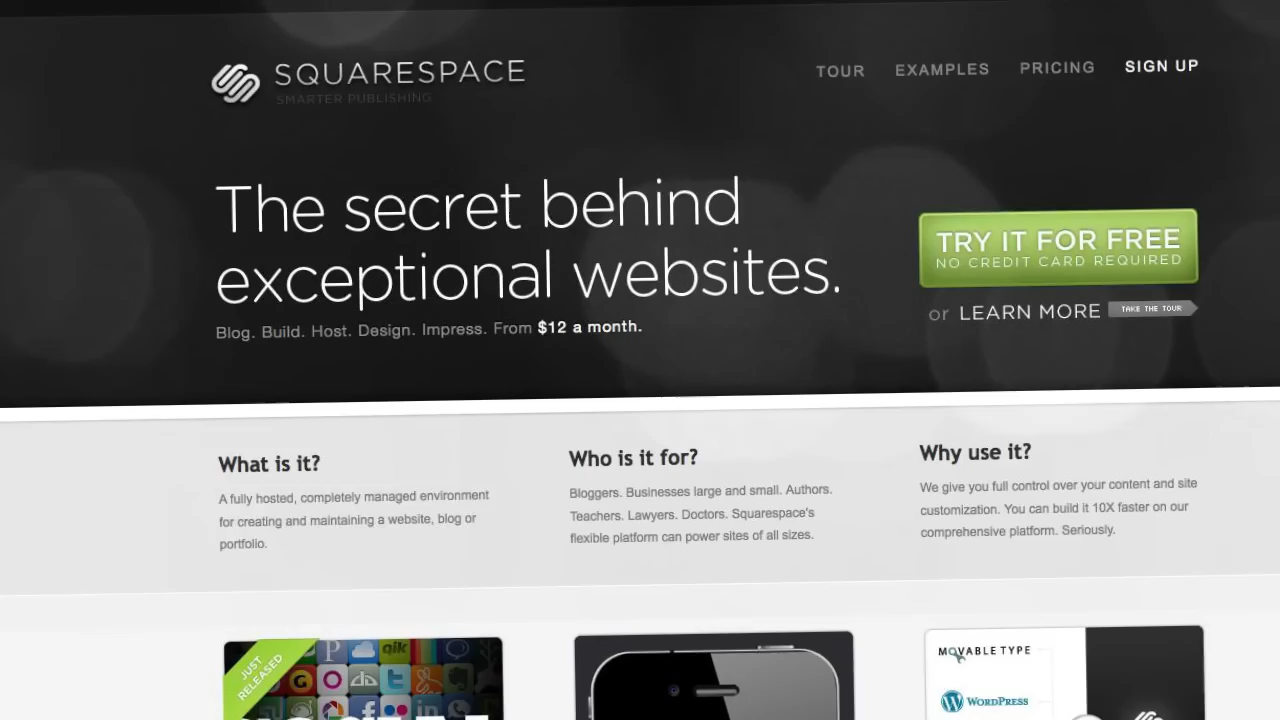 SQUARESPACE
SMARTER PUBLISHING
TOUR
EXAMPLES
PRICING
SIGN UP
The secret behind
exceptional websites.
Blog. Build. Host. Design. Impress. From $12 a month.
TRY IT FOR FREE
NO CREDIT CARD REQUIRED
or LEARN MORE
TAKE THE TOUR
What is it?
A fully hosted, completely managed environment
for creating and maintaining a website, blog or
portfolio.
Who is it for?
Bloggers. Businesses large and small. Authors.
Teachers. Lawyers. Doctors. Squarespace's
flexible platform can power sites of all sizes.
Why use it?
We give you full control over your content and site
customization. You can build it 10X faster on our
comprehensive platform. Seriously.
JUST
RELEASED
qik
MOVABLE TYPE
WORDPRESS